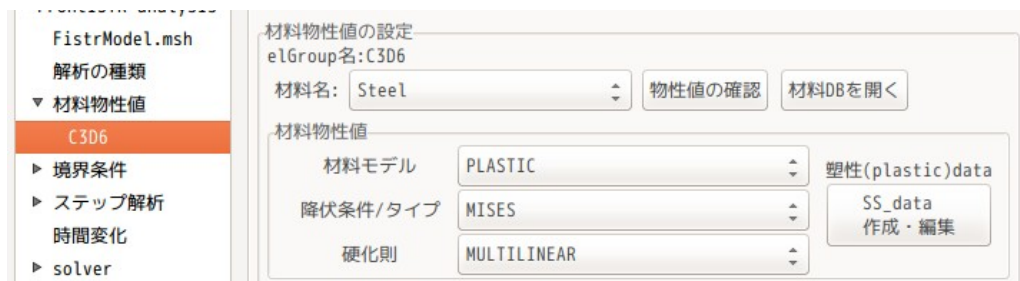 FistrModel.msh
解析の種類
▼ 材料物性値
C3D6
▶ 境界条件
▶ ステップ解析
時間変化
▶ solver
材料物性値の設定
elGroup名:C3D6
材料名: Steel 物性値の確認 材料DBを開く
材料物性値
材料モデル PLASTIC
降伏条件/タイプ MISES
硬化則 MULTILINEAR
塑性(plastic)data
SS_data
作成・編集